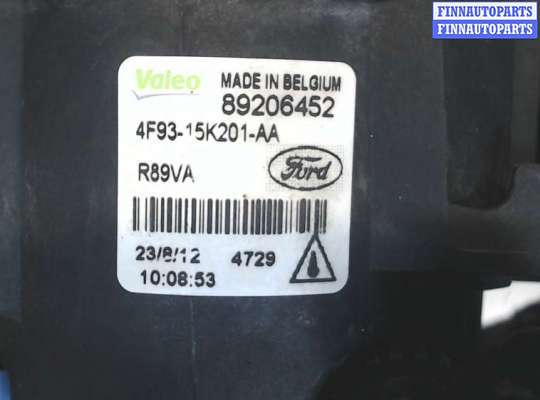 FINNAUTOPARTS
FINNAUTOPARTS
Valeo
MADE IN BELGIUM
89206452
4F93-15K201-AA
R89VA
Ford
23/8/12 4729
10:08:53